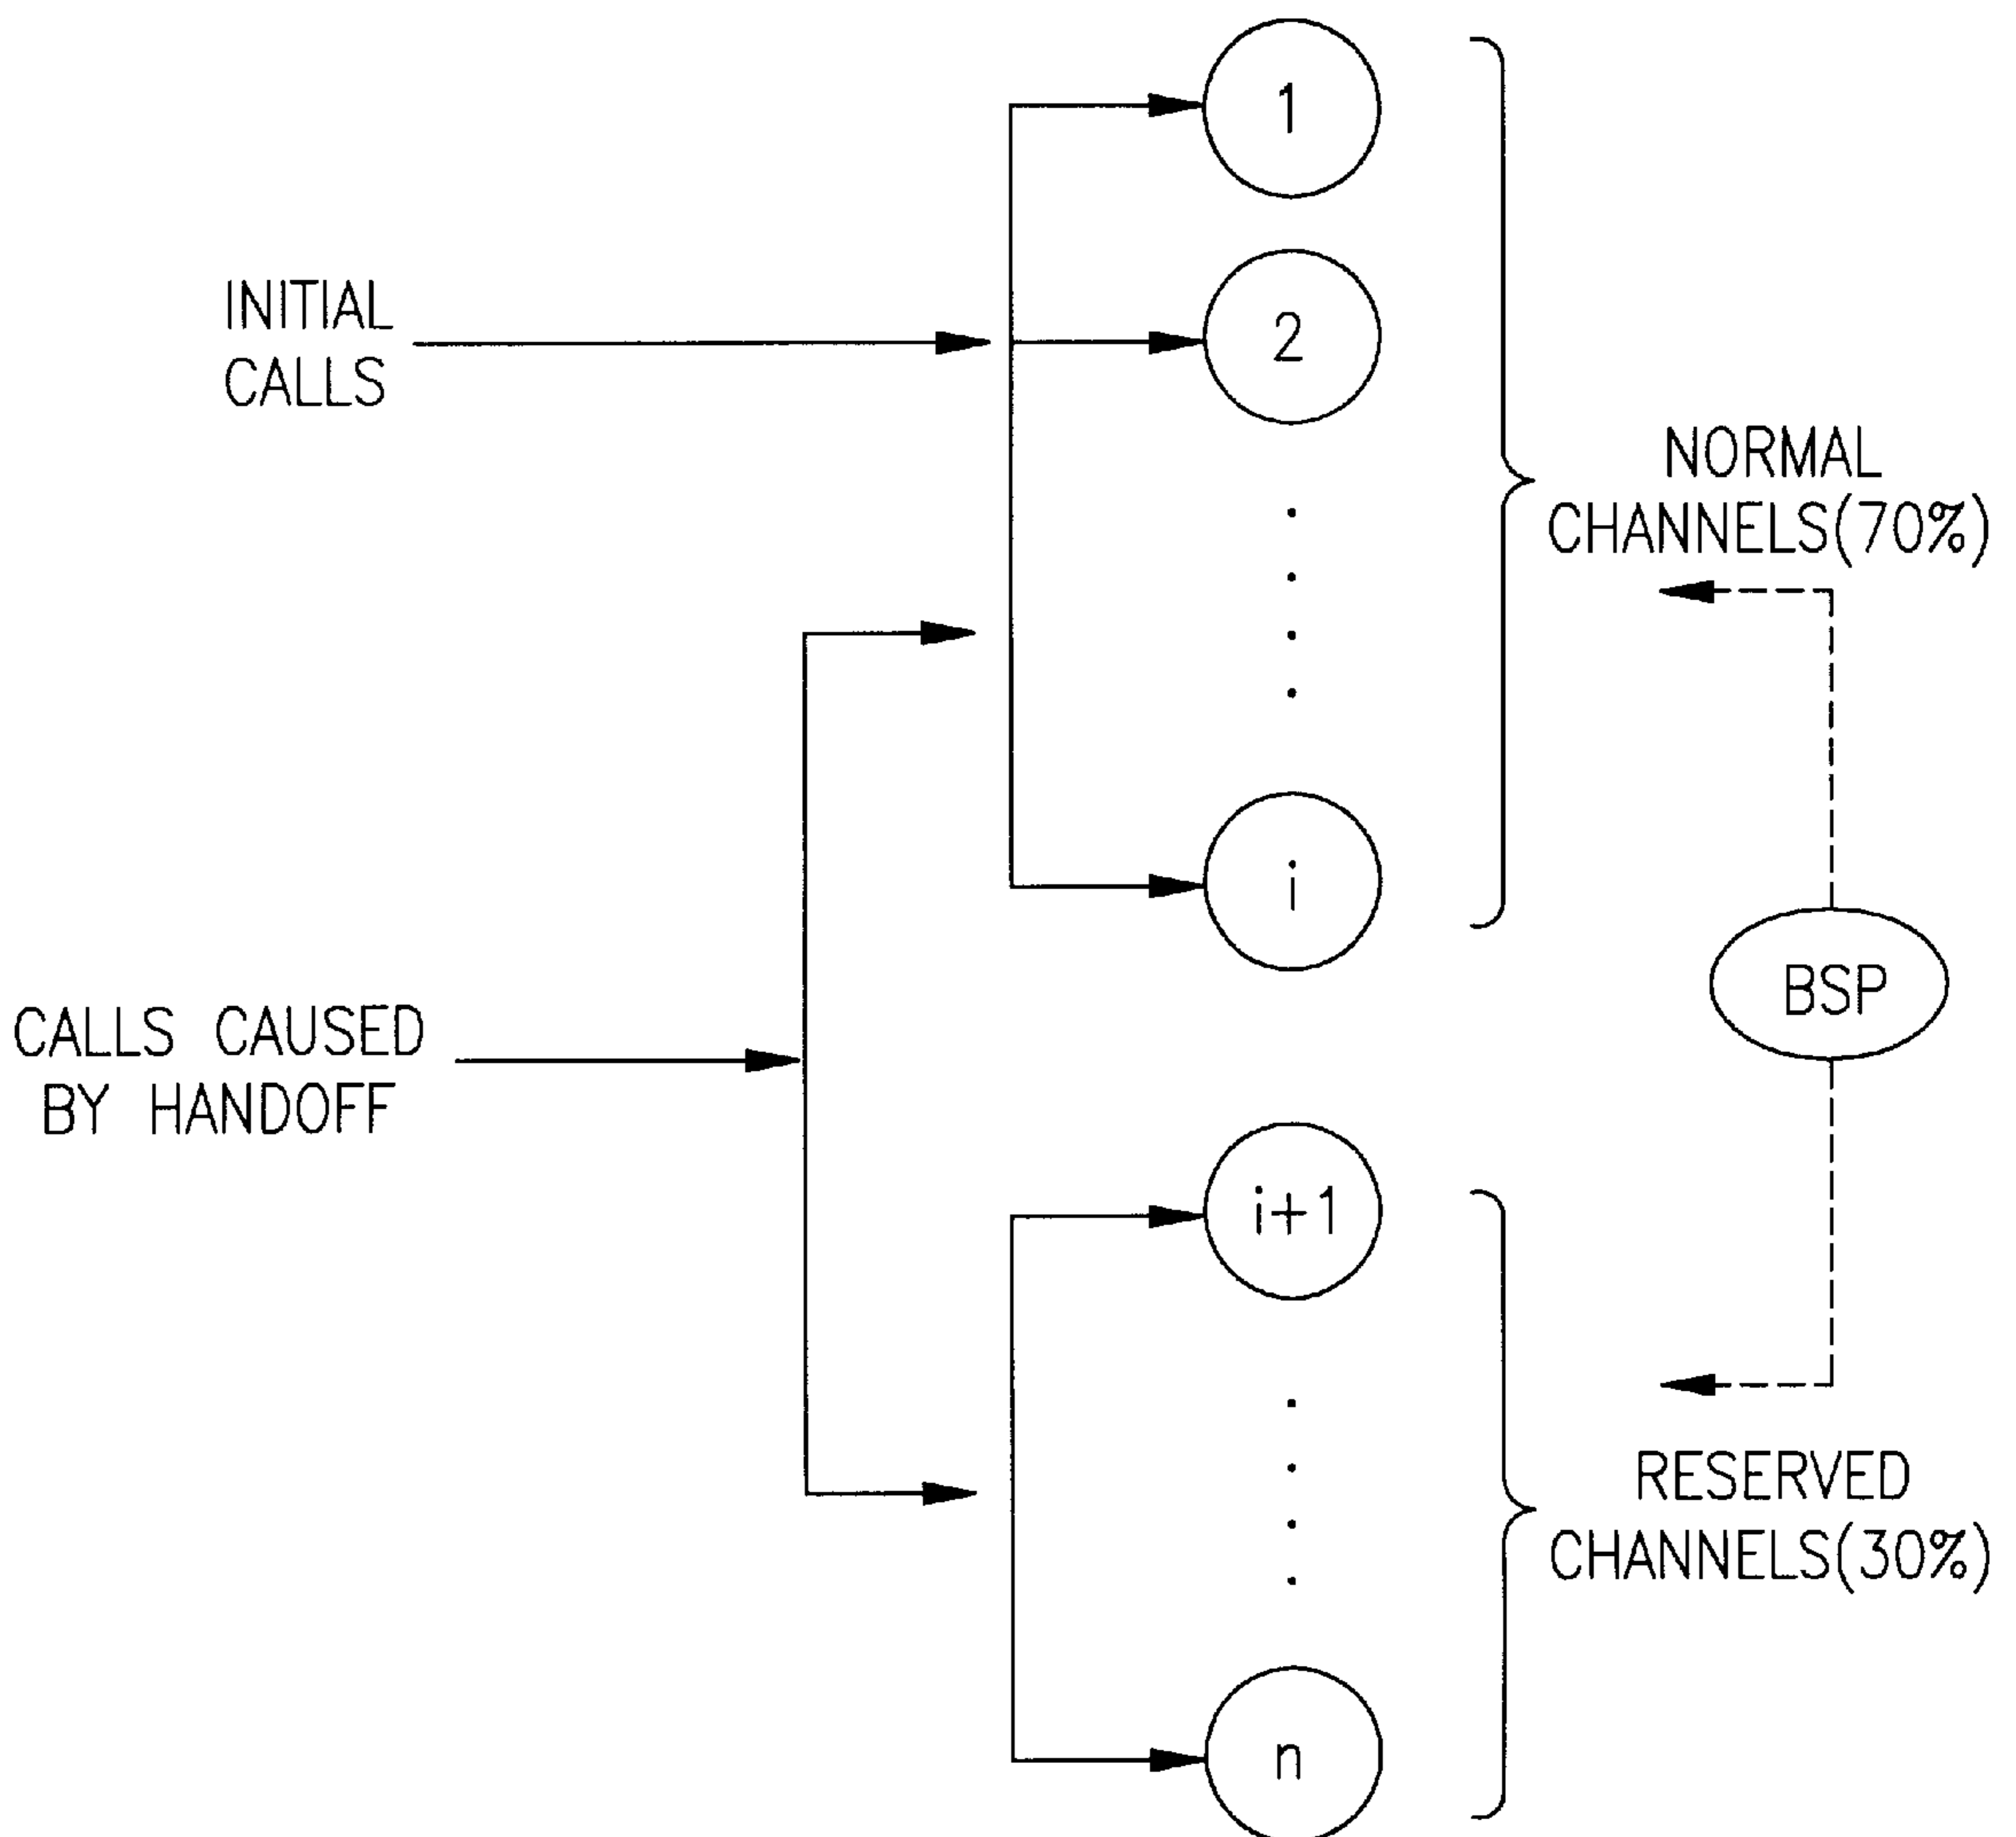 1
INITIAL
CALLS
2
NORMAL
CHANNELS(70%)
i
BSP
CALLS CAUSED
BY HANDOFF
i+1
RESERVED
CHANNELS(30%)
n